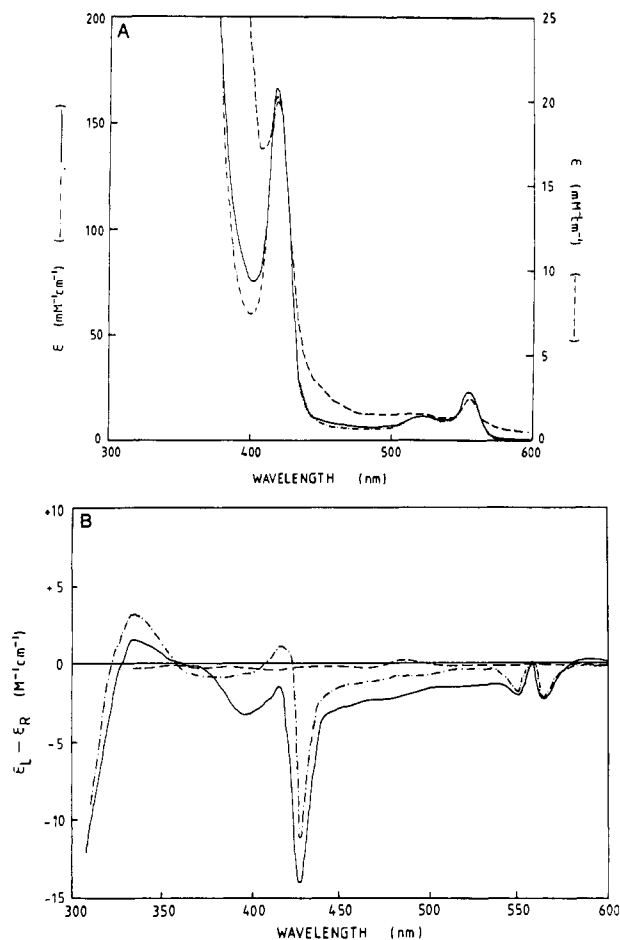 A
200
150
100
50
0
ε (mM⁻¹cm⁻¹) (—·—·—, ———)
25
20
15
10
5
0
ε (mM⁻¹cm⁻¹) (– – – –)
300 400 500 600
WAVELENGTH (nm)
B
+10
+5
0
-5
-10
-15
εL − εR (M⁻¹cm⁻¹)
300 350 400 450 500 550 600
WAVELENGTH (nm)